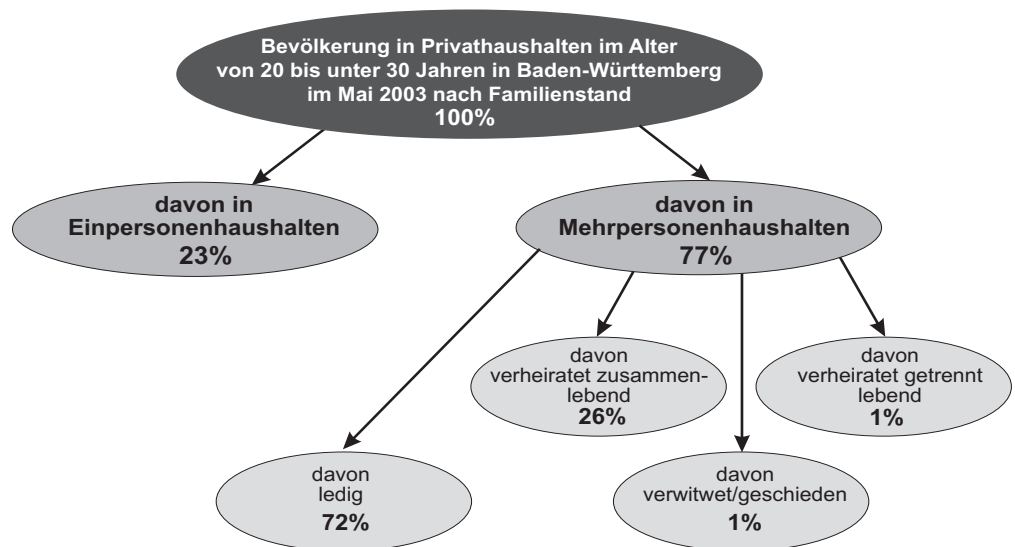 Bevölkerung in Privathaushalten im Alter
von 20 bis unter 30 Jahren in Baden-Württemberg
im Mai 2003 nach Familienstand
100%
davon in
Einpersonenhaushalten
23%
davon in
Mehrpersonenhaushalten
77%
davon
verheiratet zusammen-
lebend
26%
davon
verheiratet getrennt
lebend
1%
davon
ledig
72%
davon
verwitwet/geschieden
1%